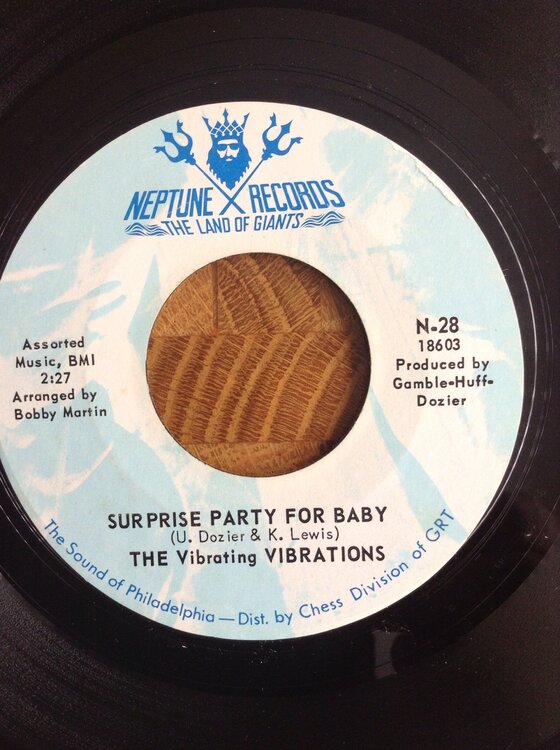 NEPTUNE RECORDS
THE LAND OF GIANTS
Assorted
Music, BMI
2:27
Arranged by
Bobby Martin
N-28
18603
Produced by
Gamble-Huff-
Dozier
SURPRISE PARTY FOR BABY
(U. Dozier & K. Lewis)
THE Vibrating VIBRATIONS
The Sound of Philadelphia — Dist. by Chess Division of GRT